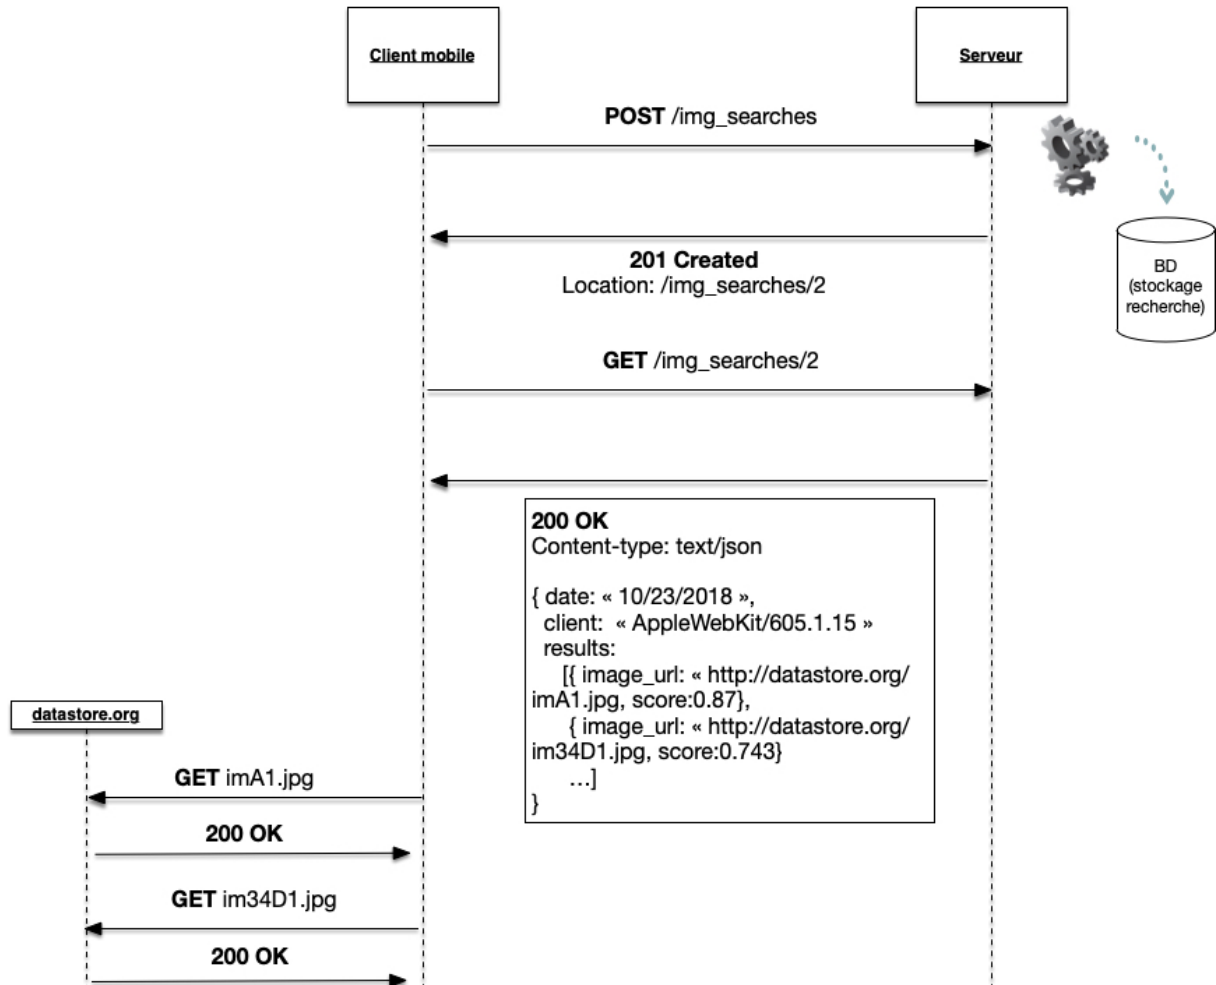 Client mobile
Serveur
POST /img_searches
201 Created
Location: /img_searches/2
BD
(stockage
recherche)
GET /img_searches/2
200 OK
Content-type: text/json
{ date: « 10/23/2018 »,
client: « AppleWebKit/605.1.15 »
results:
[{ image_url: « http://datastore.org/
imA1.jpg, score:0.87},
{ image_url: « http://datastore.org/
im34D1.jpg, score:0.743}
…]
}
datastore.org
GET imA1.jpg
200 OK
GET im34D1.jpg
200 OK